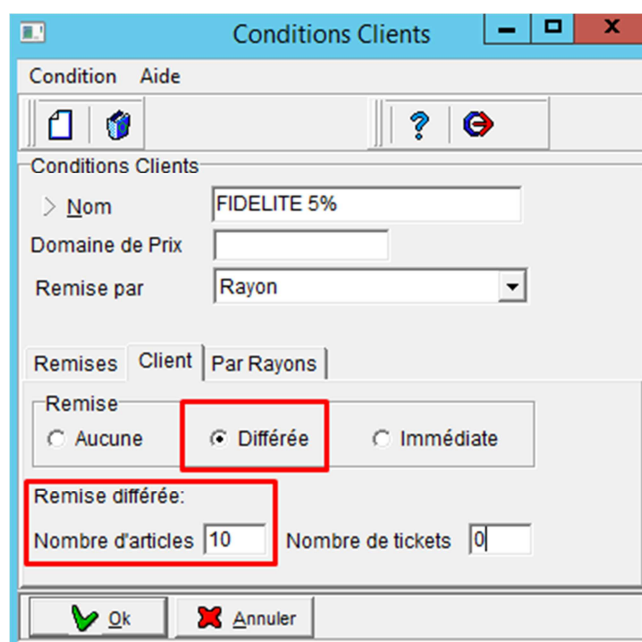 Conditions Clients
Condition Aide
Conditions Clients
Nom FIDELITE 5%
Domaine de Prix
Remise par Rayon
Remises Client Par Rayons
Remise
Aucune Différée Immédiate
Remise différée:
Nombre d'articles 10 Nombre de tickets 0
Ok Annuler